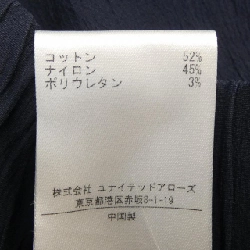 コットン 52%
ナイロン 45%
ポリウレタン 3%
株式会社 ユナイテッドアローズ
東京都港区赤坂8-1-19
中国製